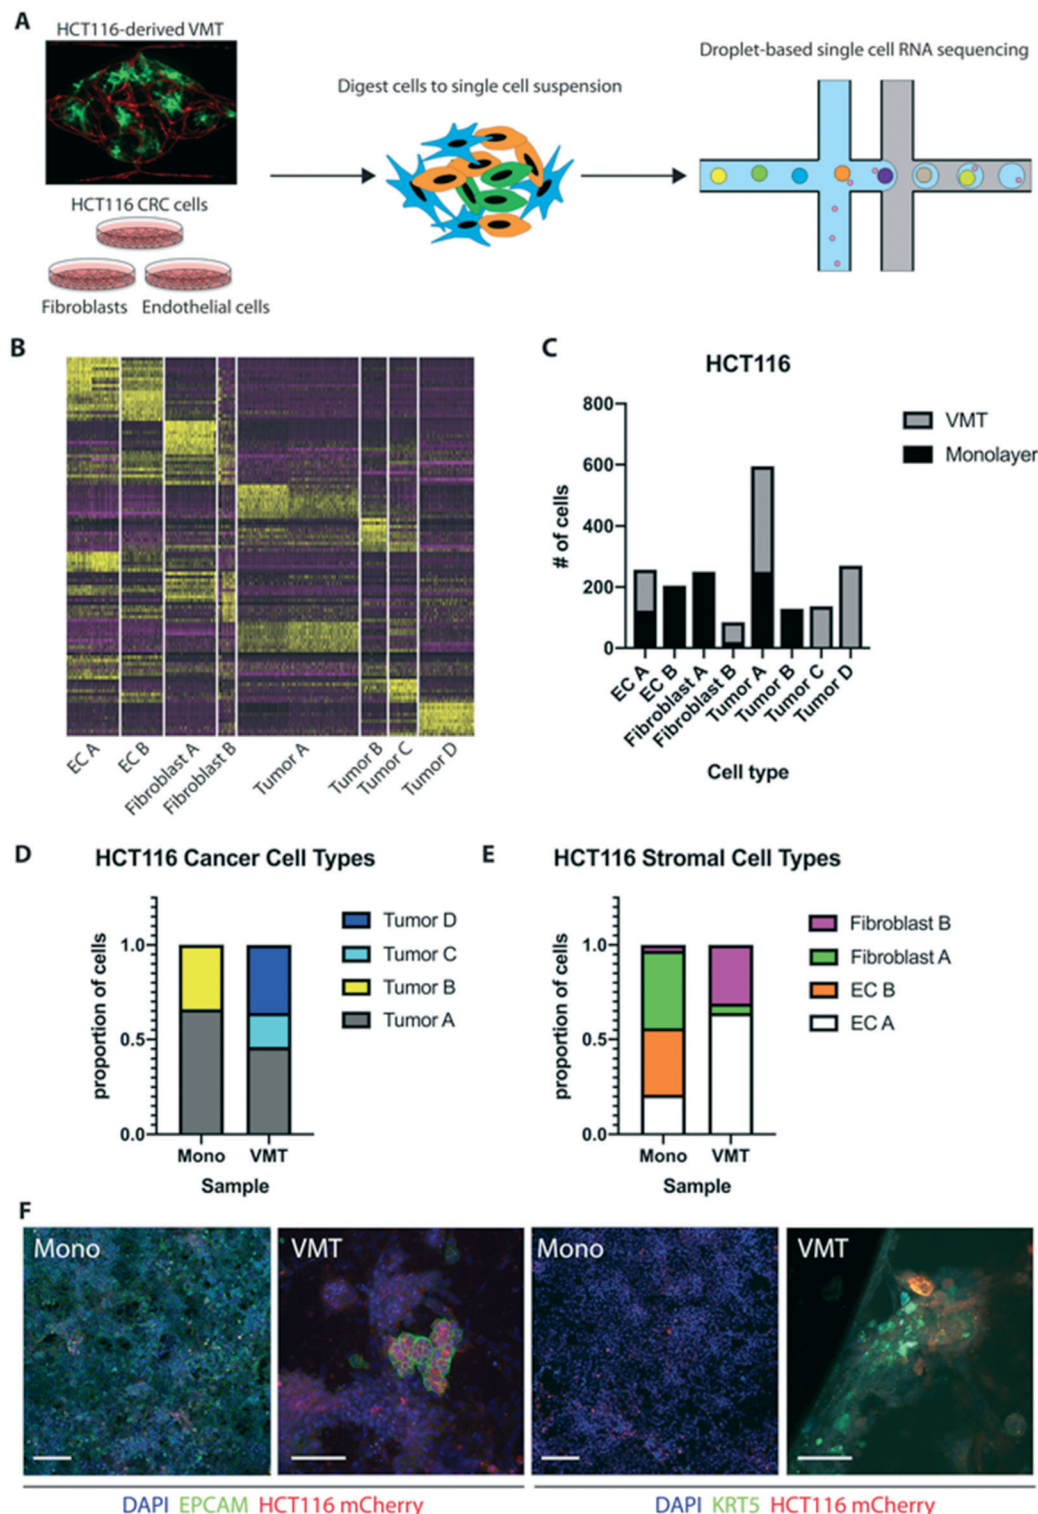 A
HCT116-derived VMT
Digest cells to single cell suspension
Droplet-based single cell RNA sequencing
HCT116 CRC cells
Fibroblasts Endothelial cells
B
EC A
EC B
Fibroblast A
Fibroblast B
Tumor A
Tumor B
Tumor C
Tumor D
C
HCT116
800
600
400
200
0
# of cells
EC A
EC B
Fibroblast A
Fibroblast B
Tumor A
Tumor B
Tumor C
Tumor D
Cell type
VMT
Monolayer
D
HCT116 Cancer Cell Types
proportion of cells
1.0
0.5
0.0
Mono VMT
Sample
Tumor D
Tumor C
Tumor B
Tumor A
E
HCT116 Stromal Cell Types
proportion of cells
1.0
0.5
0.0
Mono VMT
Sample
Fibroblast B
Fibroblast A
EC B
EC A
F
Mono
VMT
Mono
VMT
DAPI EPCAM HCT116 mCherry
DAPI KRT5 HCT116 mCherry